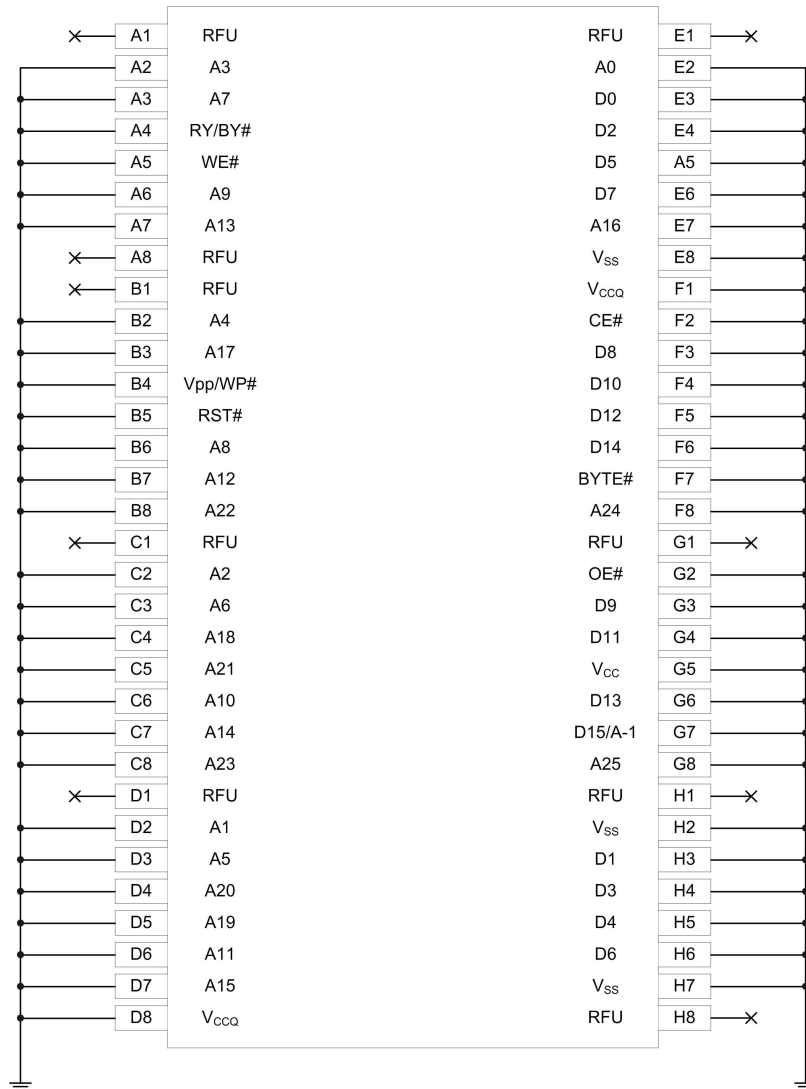 A1 RFU RFU E1
A2 A3 A0 E2
A3 A7 D0 E3
A4 RY/BY# D2 E4
A5 WE# D5 A5
A6 A9 D7 E6
A7 A13 A16 E7
A8 RFU VSS E8
B1 RFU VCCQ F1
B2 A4 CE# F2
B3 A17 D8 F3
B4 Vpp/WP# D10 F4
B5 RST# D12 F5
B6 A8 D14 F6
B7 A12 BYTE# F7
B8 A22 A24 F8
C1 RFU RFU G1
C2 A2 OE# G2
C3 A6 D9 G3
C4 A18 D11 G4
C5 A21 VCC G5
C6 A10 D13 G6
C7 A14 D15/A-1 G7
C8 A23 A25 G8
D1 RFU RFU H1
D2 A1 VSS H2
D3 A5 D1 H3
D4 A20 D3 H4
D5 A19 D4 H5
D6 A11 D6 H6
D7 A15 VSS H7
D8 VCCQ RFU H8